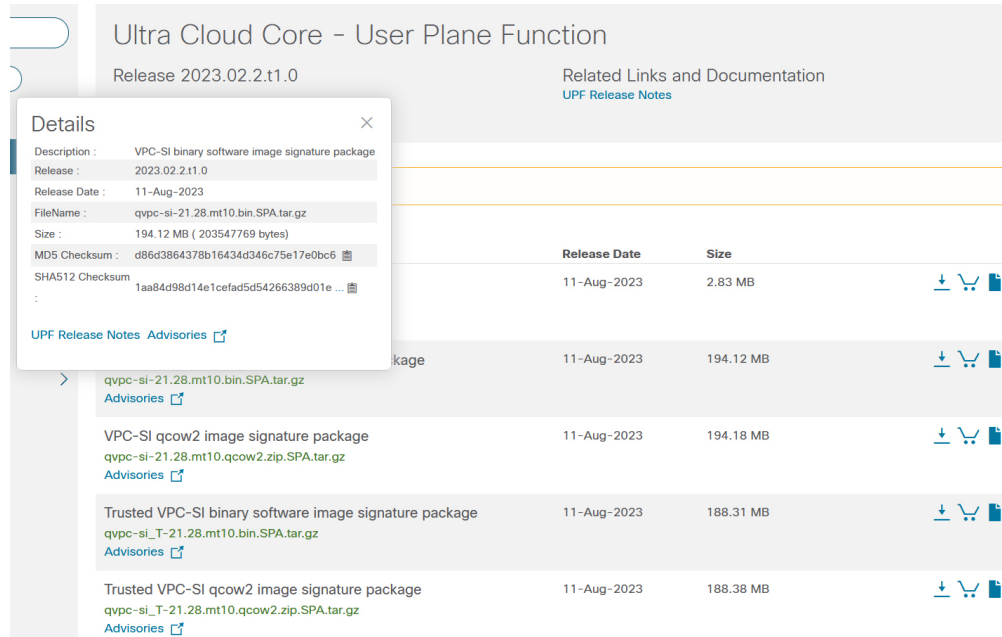 Ultra Cloud Core - User Plane Function
Release 2023.02.2.t1.0
Related Links and Documentation
UPF Release Notes
Details
Description : VPC-SI binary software image signature package
Release : 2023.02.2.t1.0
Release Date : 11-Aug-2023
FileName : qvpc-si-21.28.mt10.bin.SPA.tar.gz
Size : 194.12 MB ( 203547769 bytes)
MD5 Checksum : d86d3864378b16434d346c75e17e0bc6
SHA512 Checksum : 1aa84d98d14e1cefad5d54266389d01e ...
UPF Release Notes Advisories
Release Date Size
11-Aug-2023 2.83 MB
kage 11-Aug-2023 194.12 MB
qvpc-si-21.28.mt10.bin.SPA.tar.gz
Advisories
VPC-SI qcow2 image signature package 11-Aug-2023 194.18 MB
qvpc-si-21.28.mt10.qcow2.zip.SPA.tar.gz
Advisories
Trusted VPC-SI binary software image signature package 11-Aug-2023 188.31 MB
qvpc-si_T-21.28.mt10.bin.SPA.tar.gz
Advisories
Trusted VPC-SI qcow2 image signature package 11-Aug-2023 188.38 MB
qvpc-si_T-21.28.mt10.qcow2.zip.SPA.tar.gz
Advisories